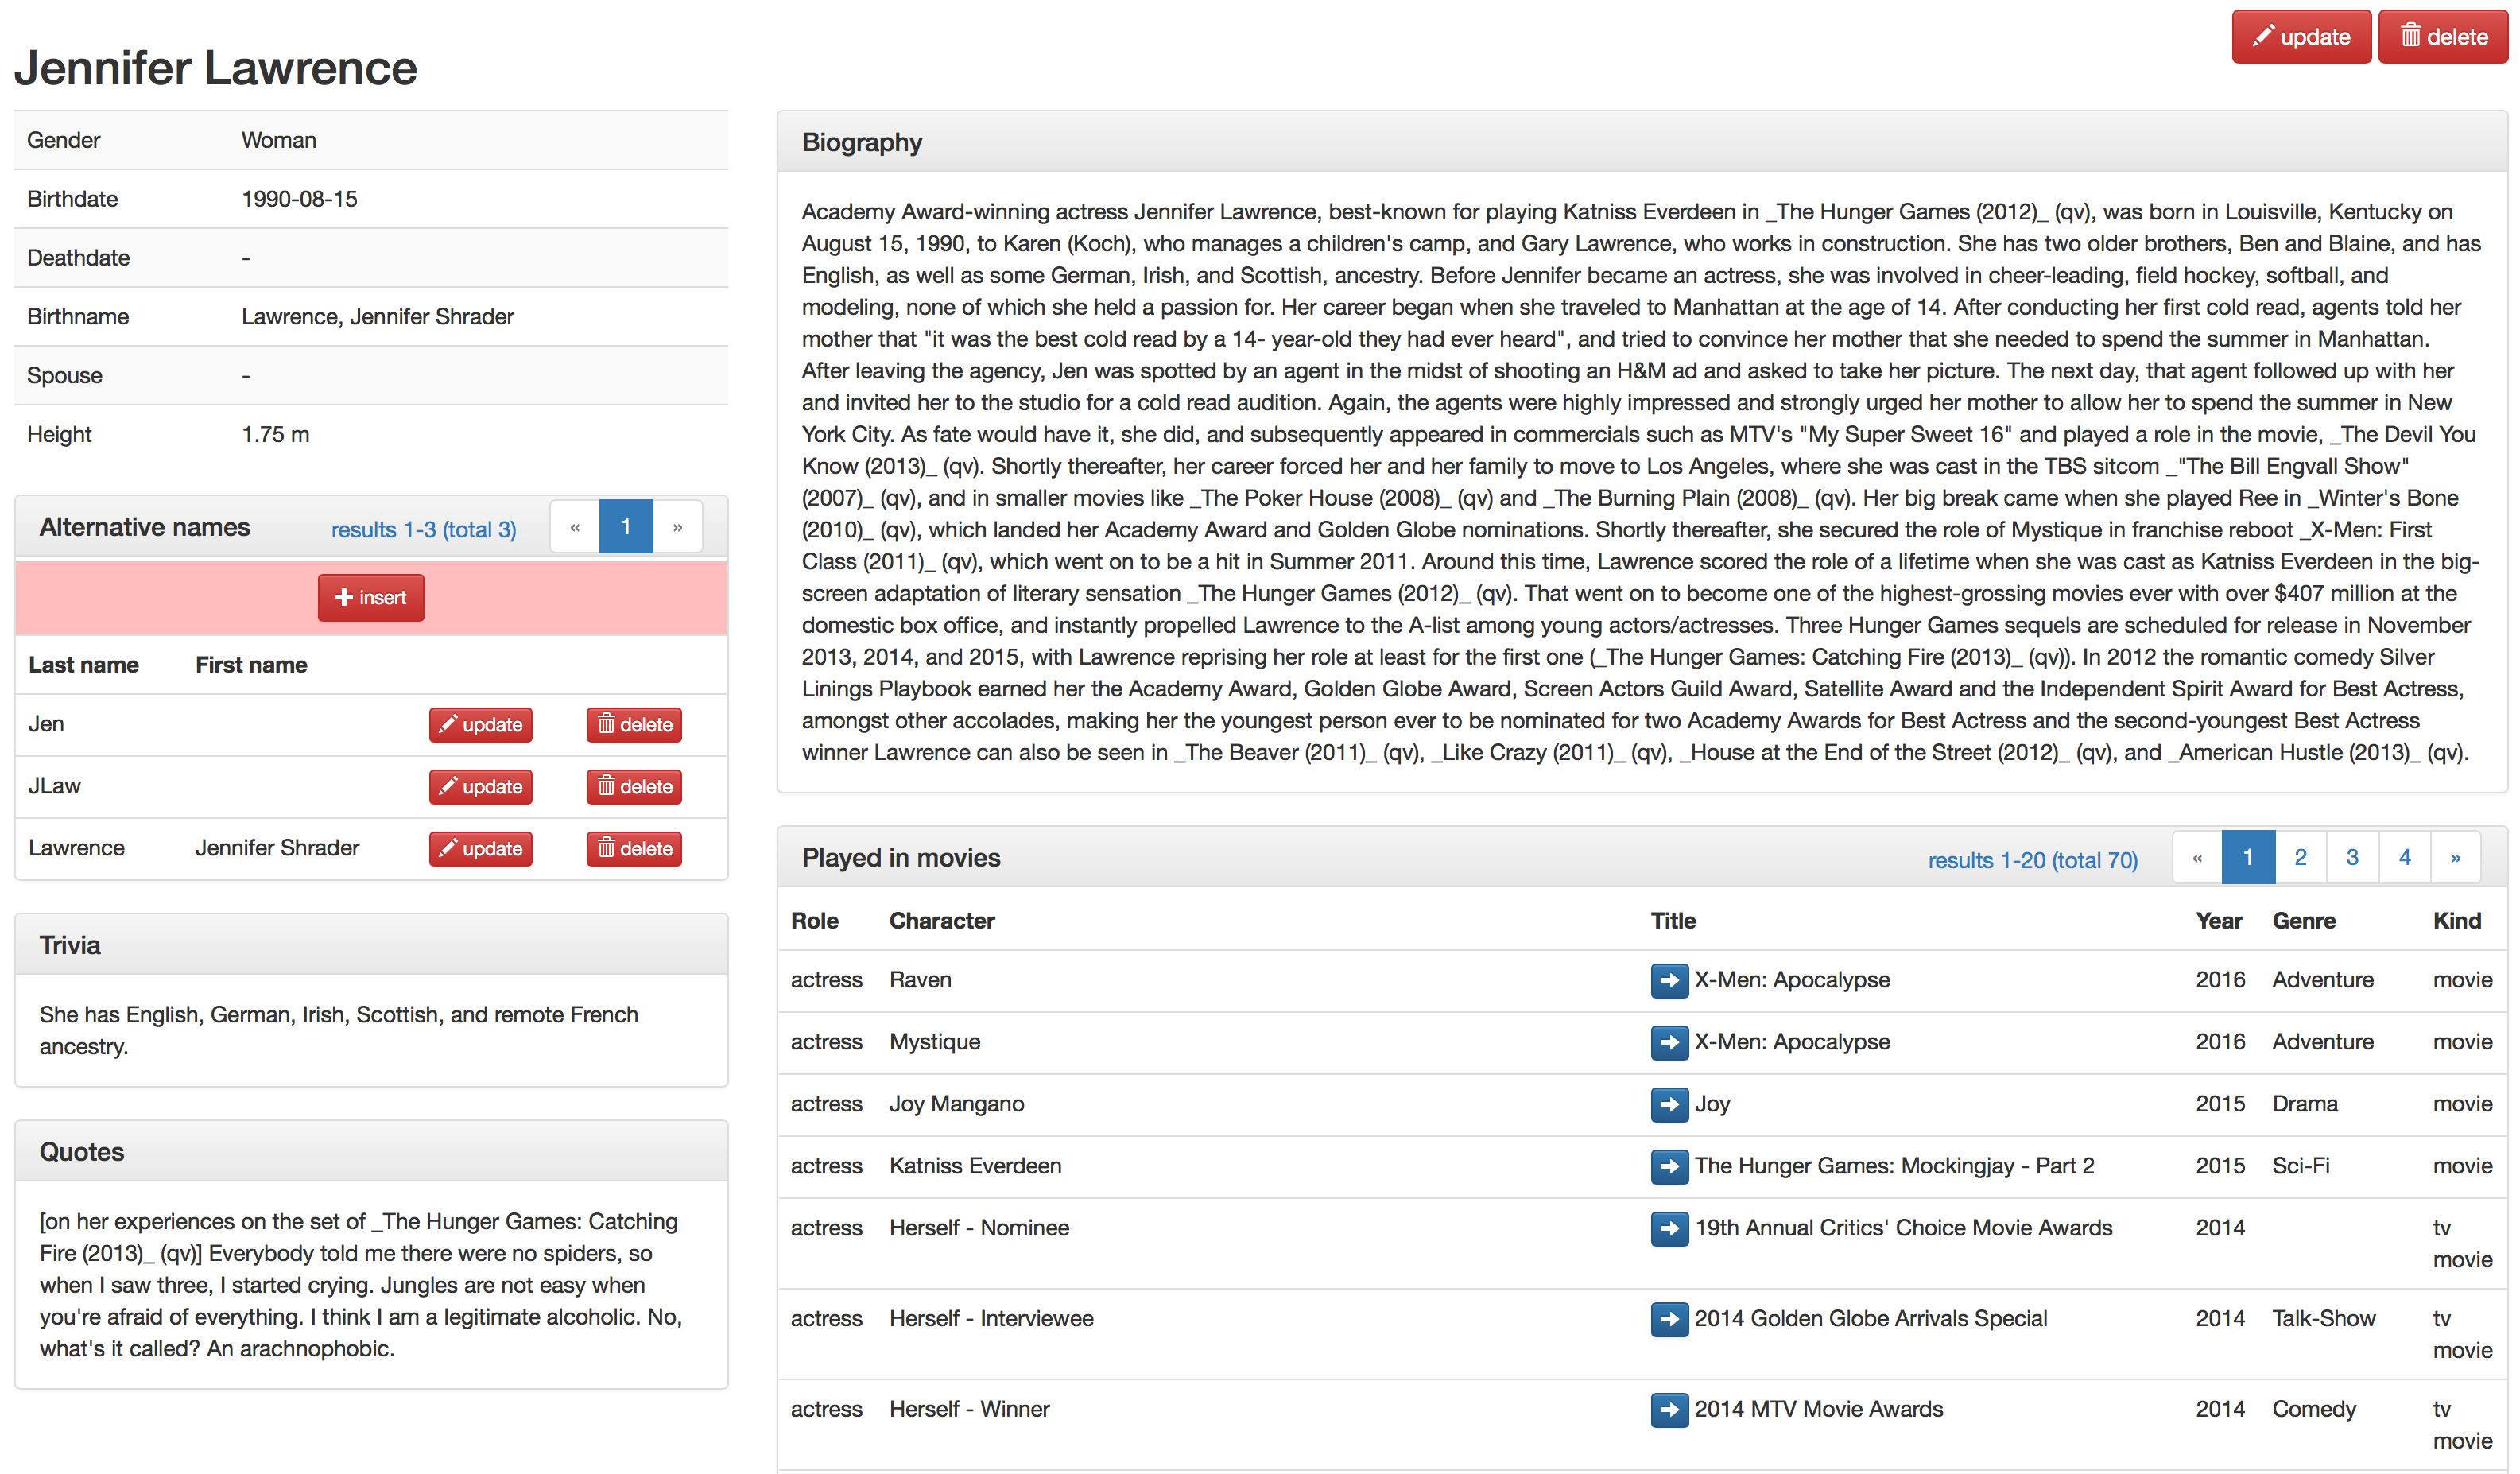 update delete
Jennifer Lawrence
Gender Woman
Birthdate 1990-08-15
Deathdate -
Birthname Lawrence, Jennifer Shrader
Spouse -
Height 1.75 m
Alternative names results 1-3 (total 3) « 1 »
insert
Last name First name
Jen update delete
JLaw update delete
Lawrence Jennifer Shrader update delete
Trivia
She has English, German, Irish, Scottish, and remote French
ancestry.
Quotes
[on her experiences on the set of _The Hunger Games: Catching
Fire (2013)_ (qv)] Everybody told me there were no spiders, so
when I saw three, I started crying. Jungles are not easy when
you're afraid of everything. I think I am a legitimate alcoholic. No,
what's it called? An arachnophobic.
Biography
Academy Award-winning actress Jennifer Lawrence, best-known for playing Katniss Everdeen in _The Hunger Games (2012)_ (qv), was born in Louisville, Kentucky on
August 15, 1990, to Karen (Koch), who manages a children's camp, and Gary Lawrence, who works in construction. She has two older brothers, Ben and Blaine, and has
English, as well as some German, Irish, and Scottish, ancestry. Before Jennifer became an actress, she was involved in cheer-leading, field hockey, softball, and
modeling, none of which she held a passion for. Her career began when she traveled to Manhattan at the age of 14. After conducting her first cold read, agents told her
mother that "it was the best cold read by a 14- year-old they had ever heard", and tried to convince her mother that she needed to spend the summer in Manhattan.
After leaving the agency, Jen was spotted by an agent in the midst of shooting an H&M ad and asked to take her picture. The next day, that agent followed up with her
and invited her to the studio for a cold read audition. Again, the agents were highly impressed and strongly urged her mother to allow her to spend the summer in New
York City. As fate would have it, she did, and subsequently appeared in commercials such as MTV's "My Super Sweet 16" and played a role in the movie, _The Devil You
Know (2013)_ (qv). Shortly thereafter, her career forced her and her family to move to Los Angeles, where she was cast in the TBS sitcom _"The Bill Engvall Show"
(2007)_ (qv), and in smaller movies like _The Poker House (2008)_ (qv) and _The Burning Plain (2008)_ (qv). Her big break came when she played Ree in _Winter's Bone
(2010)_ (qv), which landed her Academy Award and Golden Globe nominations. Shortly thereafter, she secured the role of Mystique in franchise reboot _X-Men: First
Class (2011)_ (qv), which went on to be a hit in Summer 2011. Around this time, Lawrence scored the role of a lifetime when she was cast as Katniss Everdeen in the big-
screen adaptation of literary sensation _The Hunger Games (2012)_ (qv). That went on to become one of the highest-grossing movies ever with over $407 million at the
domestic box office, and instantly propelled Lawrence to the A-list among young actors/actresses. Three Hunger Games sequels are scheduled for release in November
2013, 2014, and 2015, with Lawrence reprising her role at least for the first one (_The Hunger Games: Catching Fire (2013)_ (qv)). In 2012 the romantic comedy Silver
Linings Playbook earned her the Academy Award, Golden Globe Award, Screen Actors Guild Award, Satellite Award and the Independent Spirit Award for Best Actress,
amongst other accolades, making her the youngest person ever to be nominated for two Academy Awards for Best Actress and the second-youngest Best Actress
winner Lawrence can also be seen in _The Beaver (2011)_ (qv), _Like Crazy (2011)_ (qv), _House at the End of the Street (2012)_ (qv), and _American Hustle (2013)_ (qv).
Played in movies results 1-20 (total 70) « 1 2 3 4 »
Role Character Title Year Genre Kind
actress Raven X-Men: Apocalypse 2016 Adventure movie
actress Mystique X-Men: Apocalypse 2016 Adventure movie
actress Joy Mangano Joy 2015 Drama movie
actress Katniss Everdeen The Hunger Games: Mockingjay - Part 2 2015 Sci-Fi movie
actress Herself - Nominee 19th Annual Critics' Choice Movie Awards 2014 tv
movie
actress Herself - Interviewee 2014 Golden Globe Arrivals Special 2014 Talk-Show tv
movie
actress Herself - Winner 2014 MTV Movie Awards 2014 Comedy tv
movie